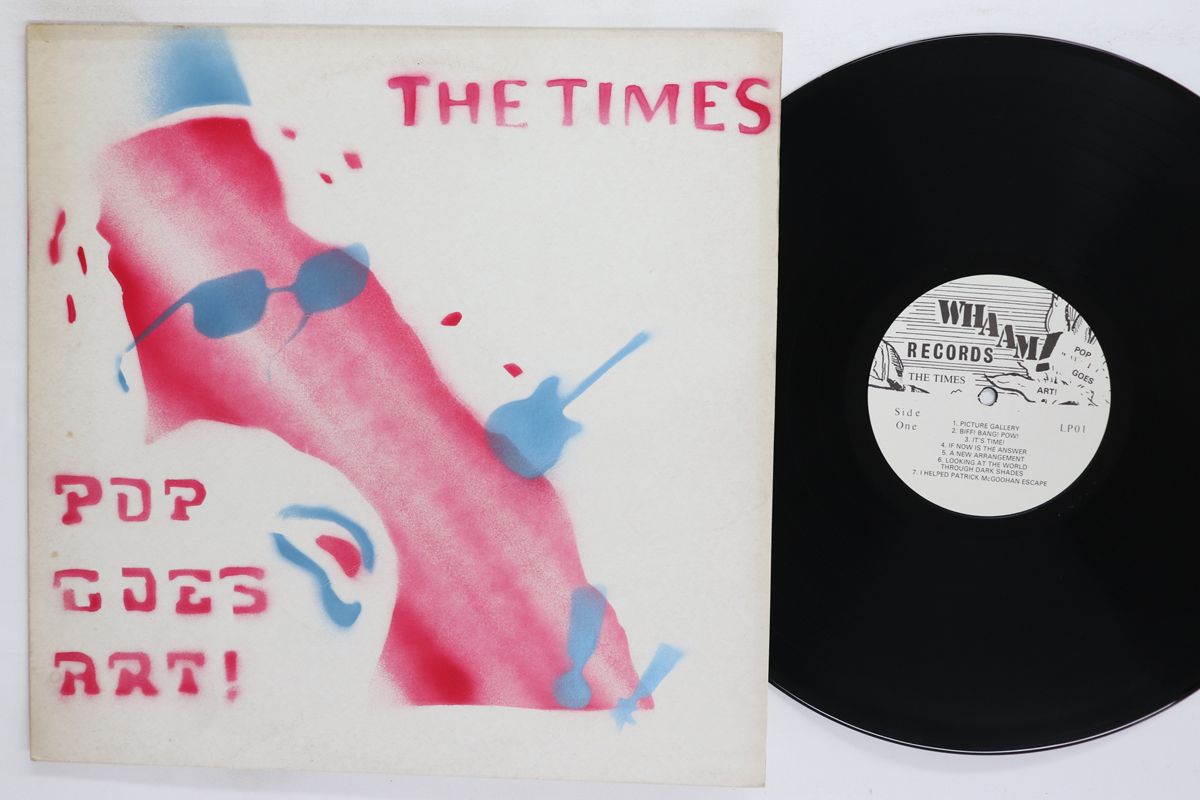 THE TIMES
POP
GOES
ART!
WHAAM!
RECORDS
THE TIMES
POP
GOES
ART!
Side
One
LP01
1. PICTURE GALLERY
2. BIFF! BANG! POW!
3. IT'S TIME!
4. IF NOW IS THE ANSWER
5. A NEW ARRANGEMENT
6. LOOKING AT THE WORLD
THROUGH DARK SHADES
7. I HELPED PATRICK McGOOHAN ESCAPE